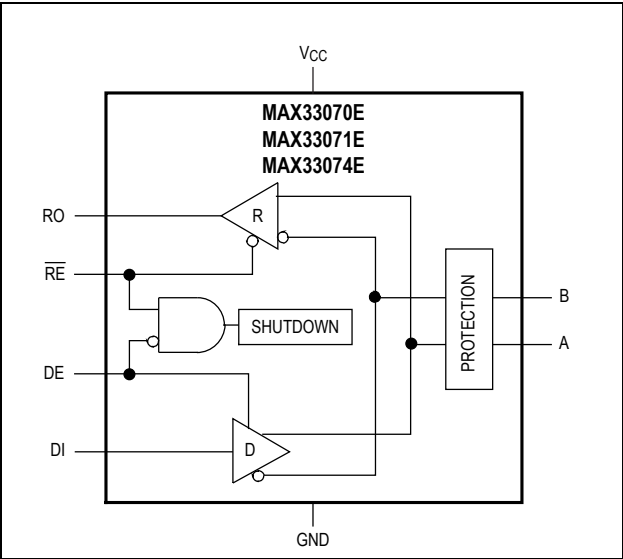 VCC
MAX33070E
MAX33071E
MAX33074E
RO
R
RE
SHUTDOWN
PROTECTION
B
A
DE
DI
D
GND